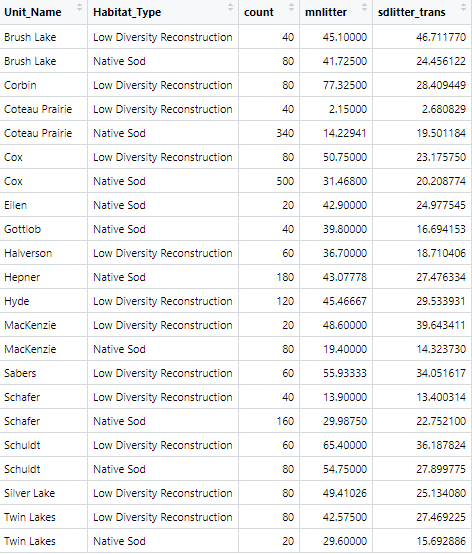 Unit_Name Habitat_Type count mnlitter sdlitter_trans
Brush Lake Low Diversity Reconstruction 40 45.10000 46.711770
Brush Lake Native Sod 80 41.72500 24.456122
Corbin Low Diversity Reconstruction 80 77.32500 28.409449
Coteau Prairie Low Diversity Reconstruction 40 2.15000 2.680829
Coteau Prairie Native Sod 340 14.22941 19.501184
Cox Low Diversity Reconstruction 80 50.75000 23.175750
Cox Native Sod 500 31.46800 20.208774
Eilen Native Sod 20 42.90000 24.977545
Gottlob Native Sod 40 39.80000 16.694153
Halverson Low Diversity Reconstruction 60 36.70000 18.710406
Hepner Native Sod 180 43.07778 27.476334
Hyde Low Diversity Reconstruction 120 45.46667 29.533931
MacKenzie Low Diversity Reconstruction 20 48.60000 39.643411
MacKenzie Native Sod 80 19.40000 14.323730
Sabers Low Diversity Reconstruction 60 55.93333 34.051617
Schafer Low Diversity Reconstruction 40 13.90000 13.400314
Schafer Native Sod 160 29.98750 22.752100
Schuldt Low Diversity Reconstruction 60 65.40000 36.187824
Schuldt Native Sod 80 54.75000 27.899775
Silver Lake Low Diversity Reconstruction 80 49.41026 25.134080
Twin Lakes Low Diversity Reconstruction 80 42.57500 27.469225
Twin Lakes Native Sod 20 29.60000 15.692886